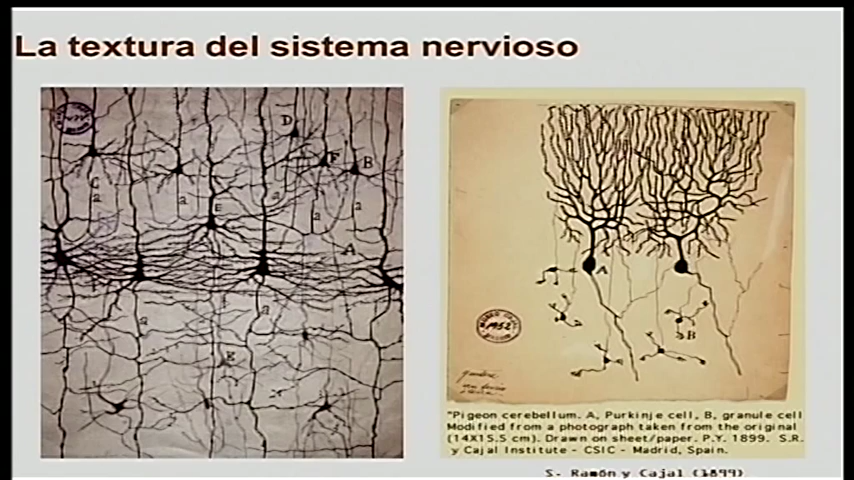 La textura del sistema nervioso
D
F
B
C
a
a
a
a
a
E
A
a
a
E
A
B
1952
"Pigeon cerebellum. A, Purkinje cell, B, granule cell
Modified from a photograph taken from the original
(14X15.5 cm). Drawn on sheet/paper. P.Y. 1899. S.R.
y Cajal Institute - CSIC - Madrid, Spain.
S. Ramón y Cajal (1899)